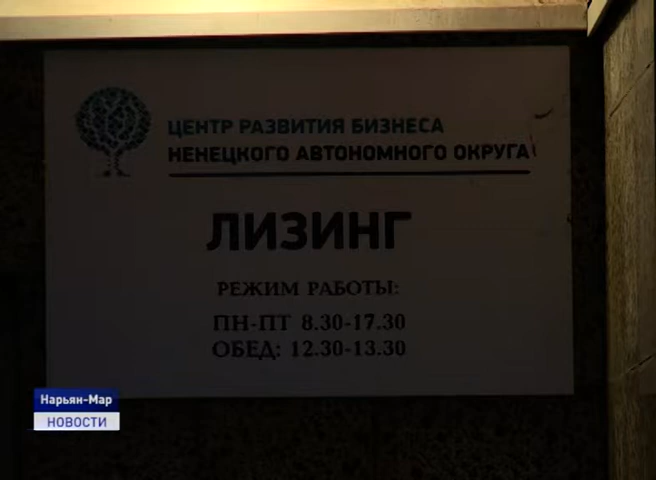 ЦЕНТР РАЗВИТИЯ БИЗНЕСА
НЕНЕЦКОГО АВТОНОМНОГО ОКРУГА
ЛИЗИНГ
РЕЖИМ РАБОТЫ:
ПН-ПТ 8.30-17.30
ОБЕД: 12.30-13.30
Нарьян-Мар
НОВОСТИ